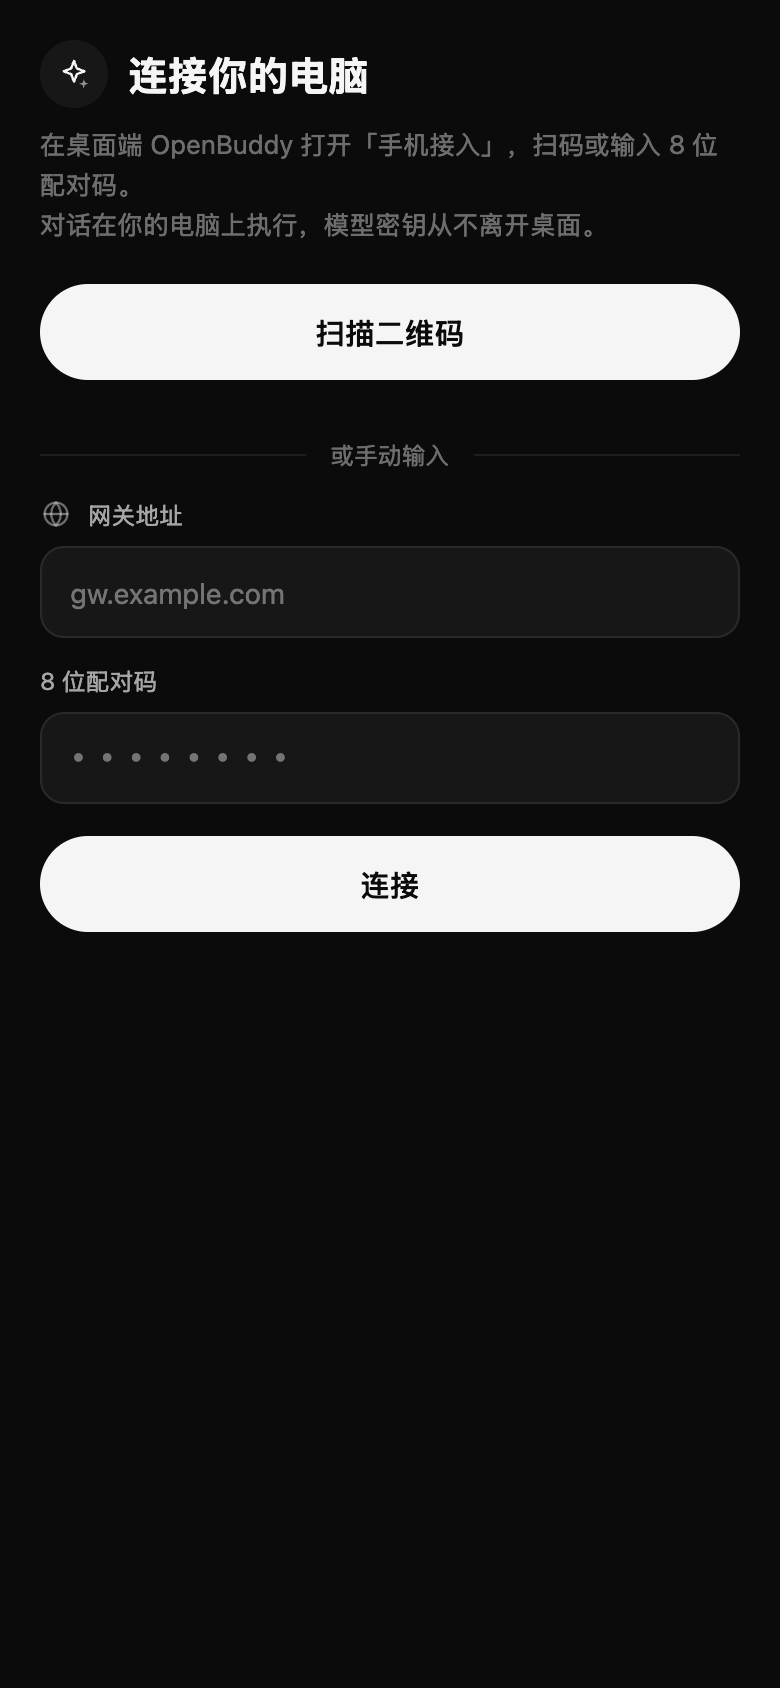 连接你的电脑
在桌面端 OpenBuddy 打开「手机接入」，扫码或输入 8 位
配对码。
对话在你的电脑上执行，模型密钥从不离开桌面。
扫描二维码
或手动输入
网关地址
gw.example.com
8 位配对码
••••••••
连接